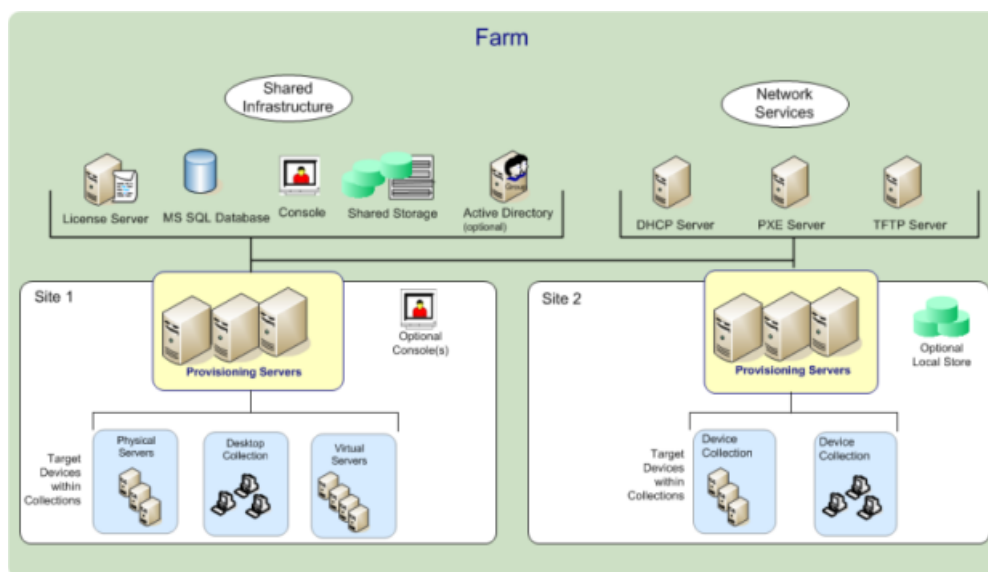 Farm
Shared
Infrastructure
Network
Services
License Server
MS SQL Database
Console
Shared Storage
Group
Active Directory
(optional)
DHCP Server
PXE Server
TFTP Server
Site 1
Provisioning Servers
Optional
Console(s)
Target
Devices
within
Collections
Physical
Servers
Desktop
Collection
Virtual
Servers
Site 2
Provisioning Servers
Optional
Local Store
Target
Devices
within
Collections
Device
Collection
Device
Collection